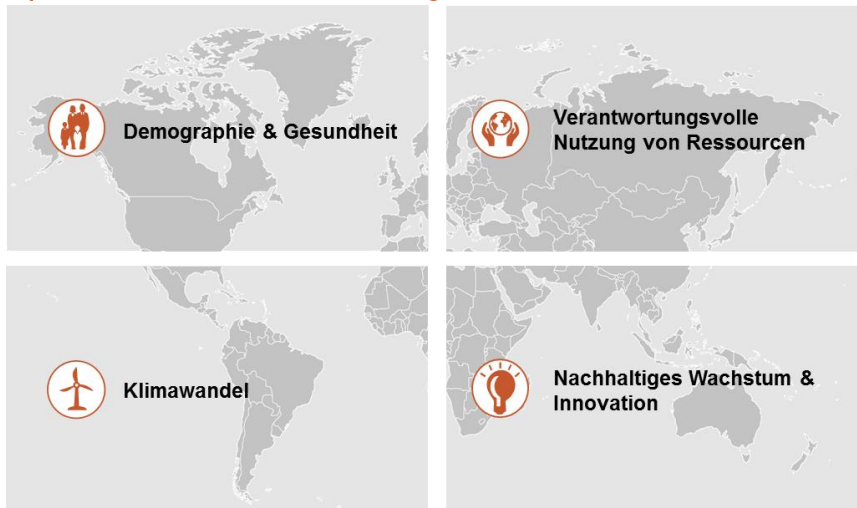 Demographie & Gesundheit
Verantwortungsvolle
Nutzung von Ressourcen
Klimawandel
Nachhaltiges Wachstum &
Innovation